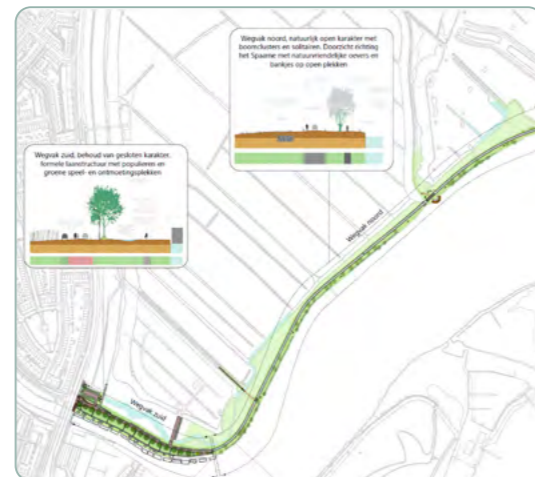 Wegvak noord, natuurlijk open karakter met
boomclusters en solitairen. Doorzicht richting
het Spaarne met natuurvriendelijke oevers en
bankjes op open plekken
Wegvak zuid, behoud van gesloten karakter,
formele laanstructuur met populieren en
groene speel- en ontmoetingsplekken
Wegvak noord
Wegvak zuid